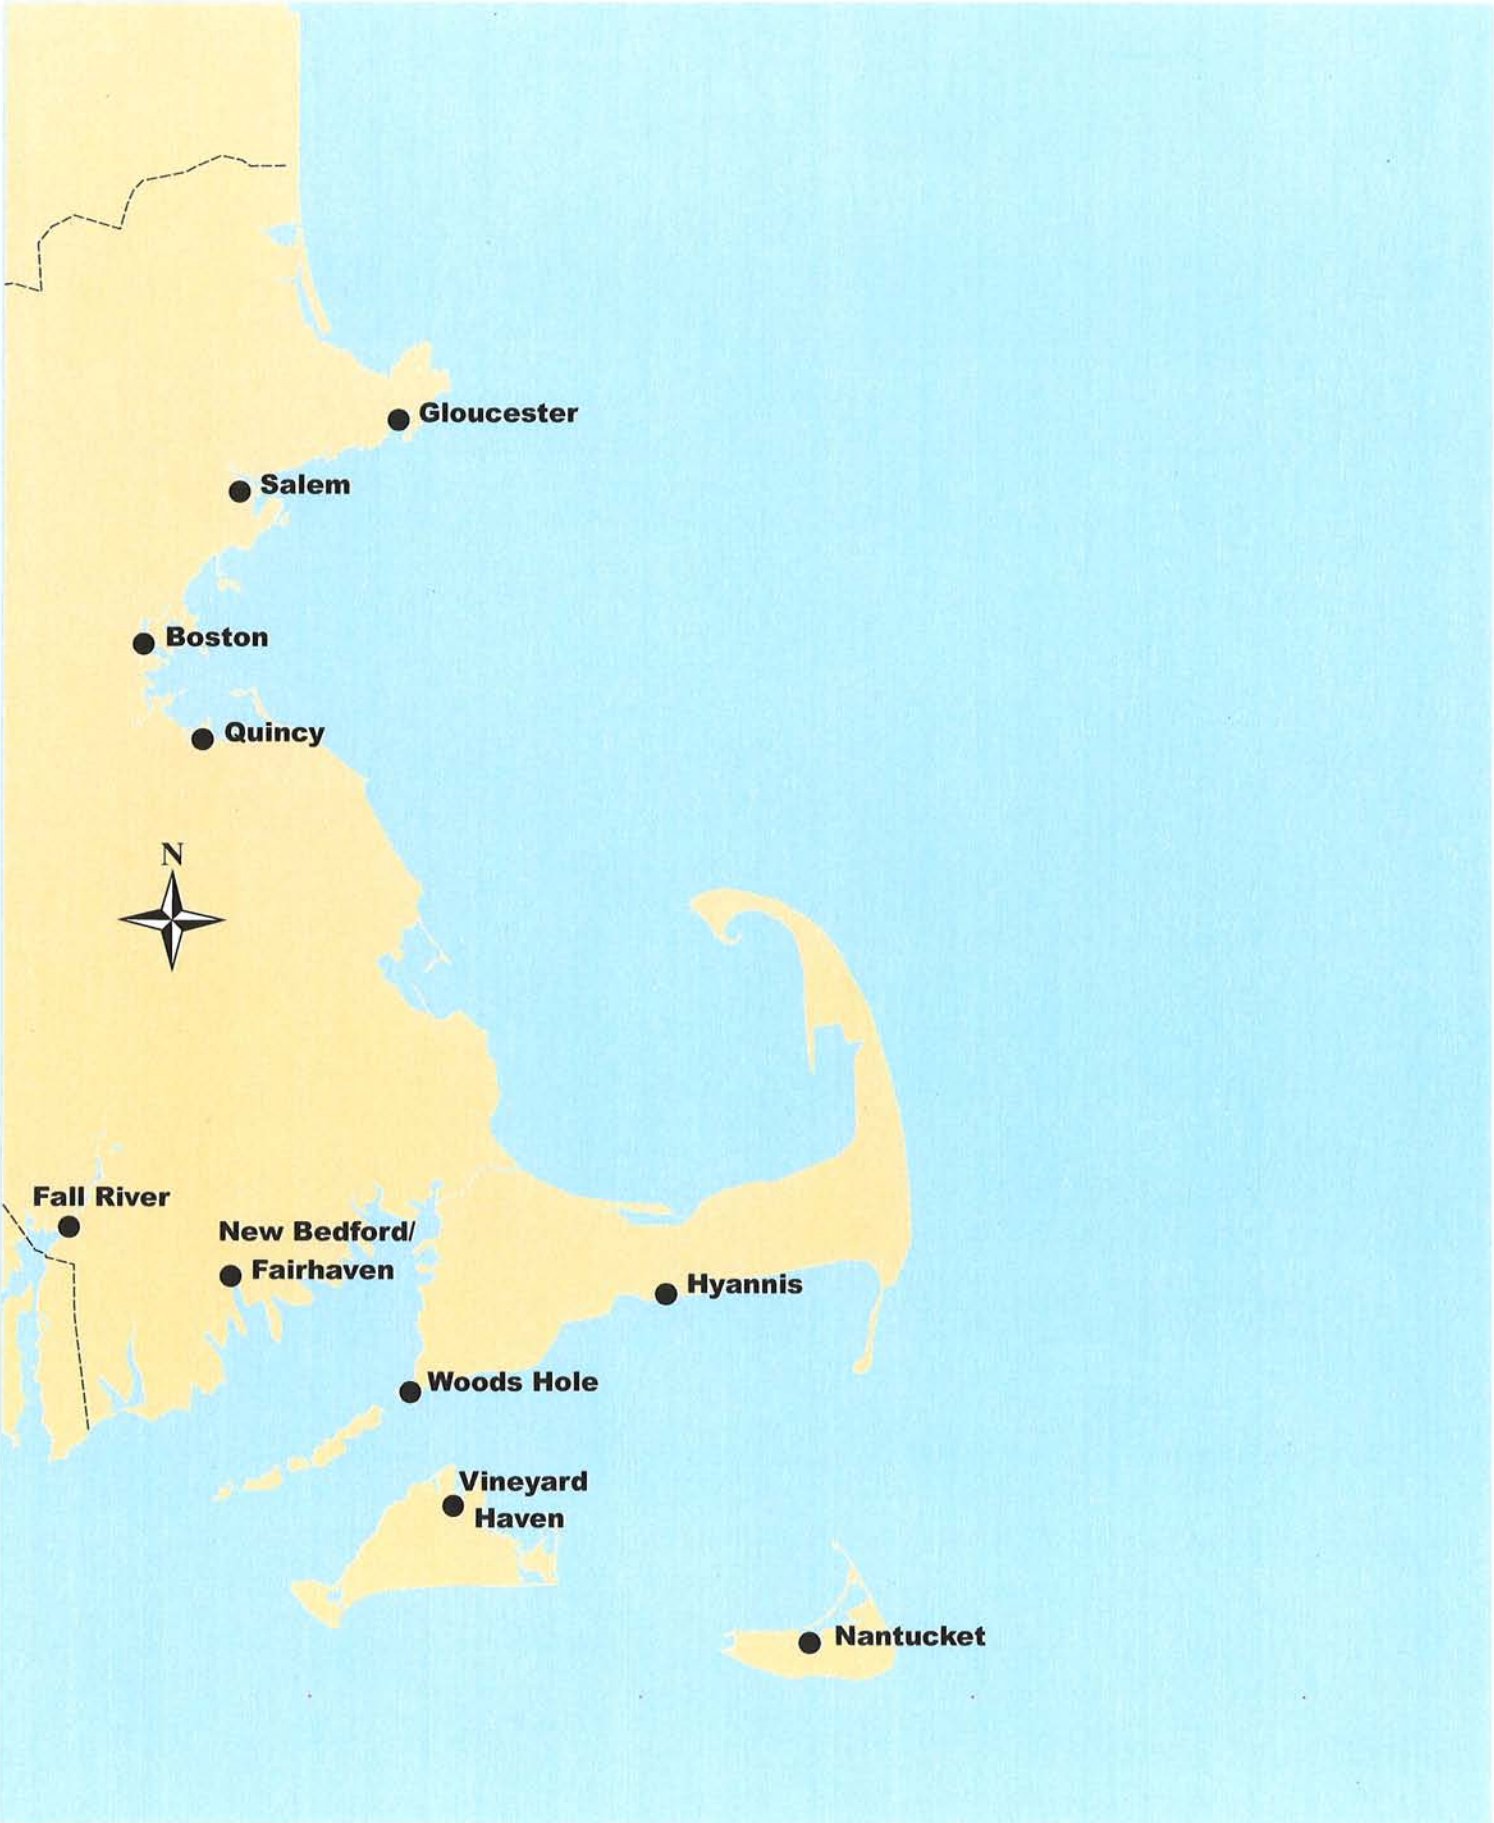 Gloucester
Salem
Boston
Quincy
N
Fall River
New Bedford/
Fairhaven
Hyannis
Woods Hole
Vineyard
Haven
Nantucket